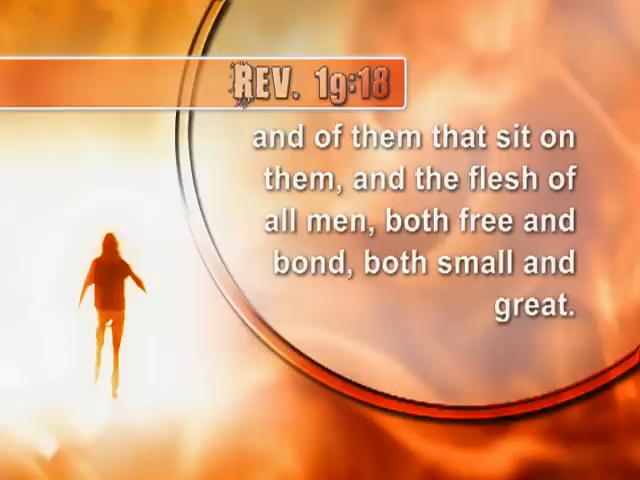 REV. 19:18
and of them that sit on
them, and the flesh of
all men, both free and
bond, both small and
great.